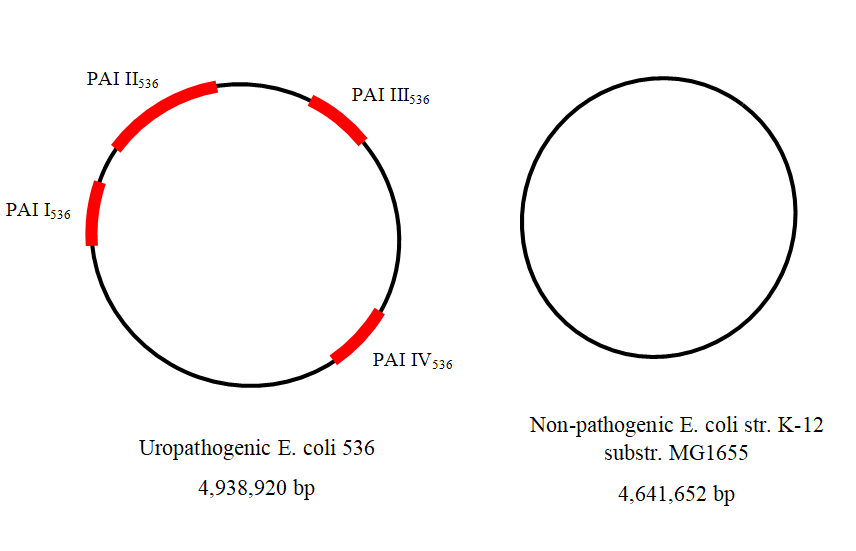 PAI II536
PAI III536
PAI I536
PAI IV536
Uropathogenic E. coli 536
4,938,920 bp
Non-pathogenic E. coli str. K-12
substr. MG1655
4,641,652 bp